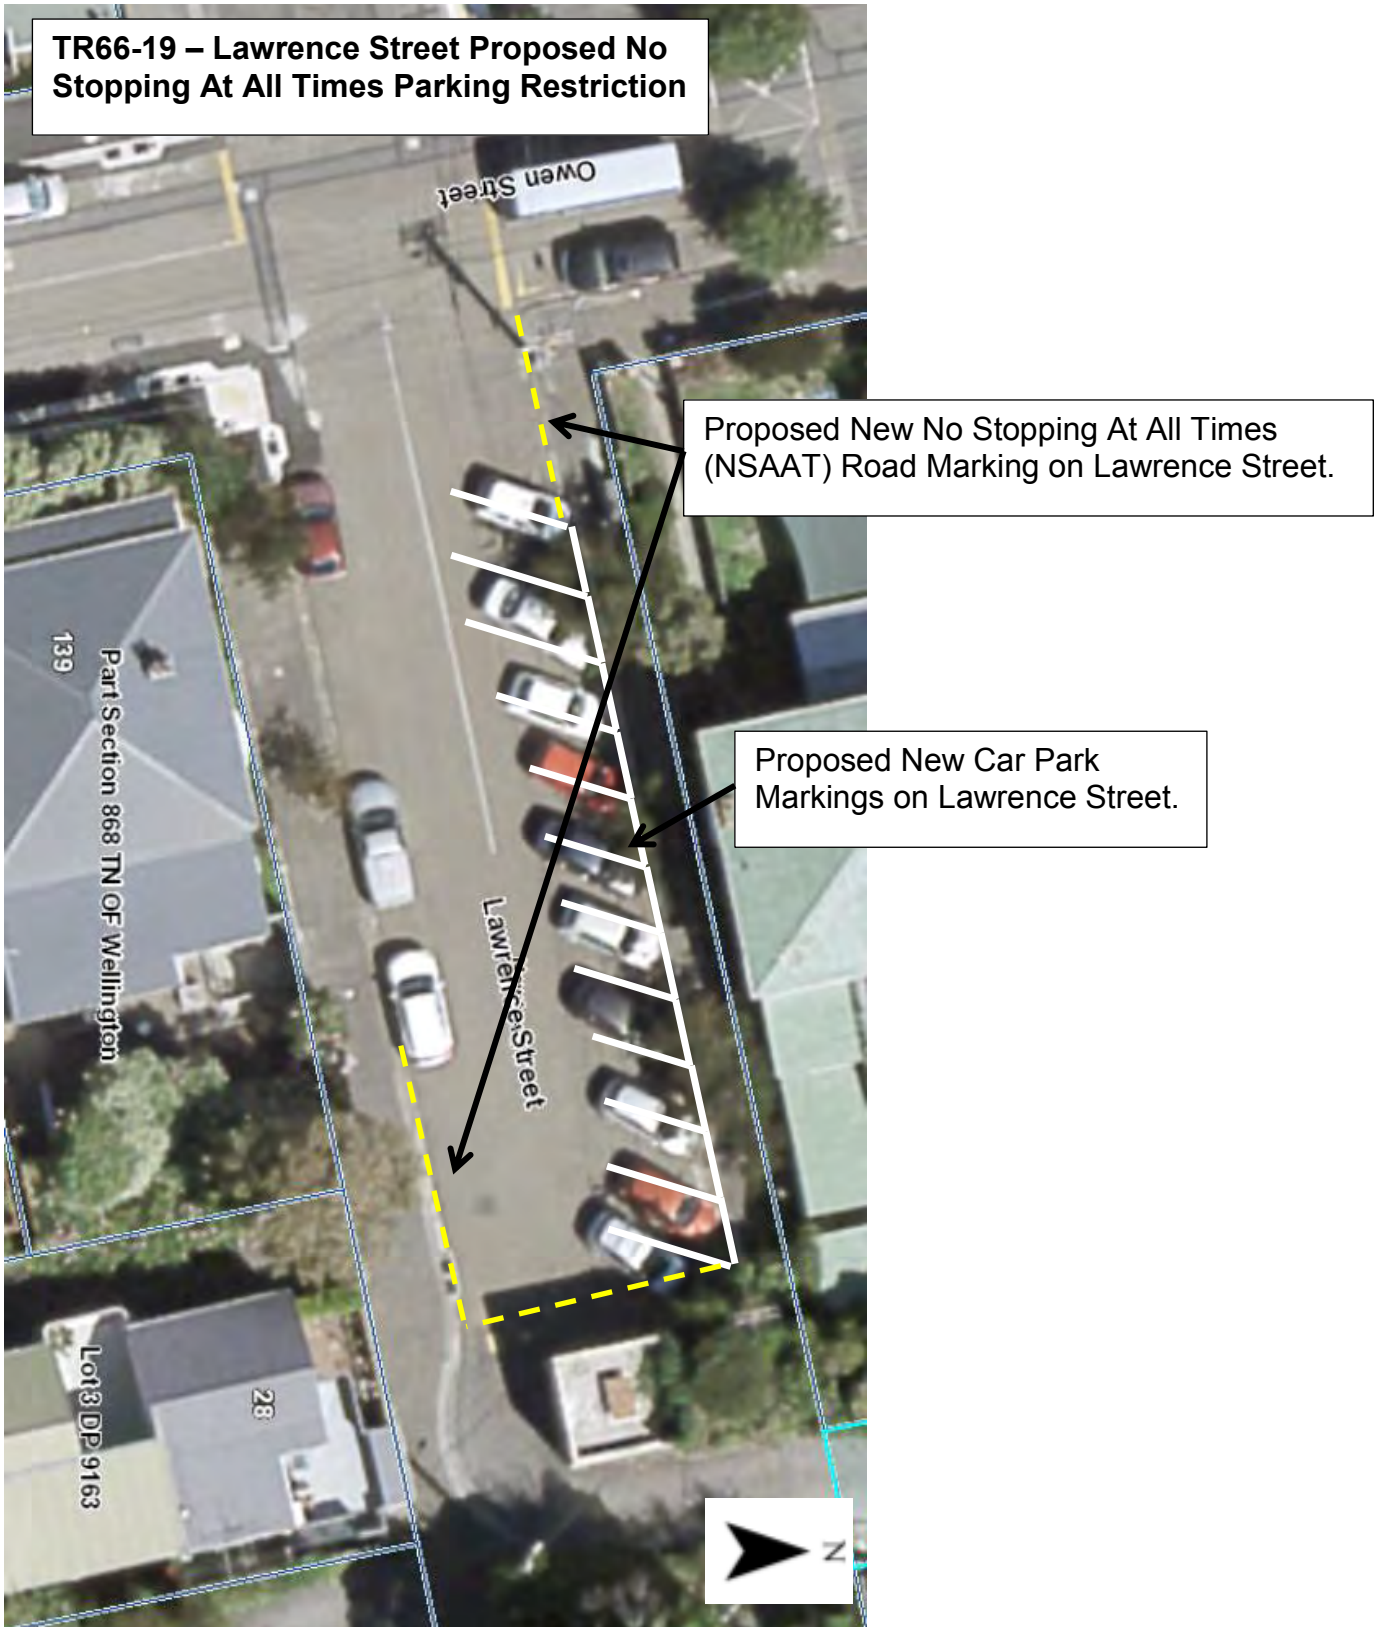 TR66-19 – Lawrence Street Proposed No
Stopping At All Times Parking Restriction
Owen Street
Proposed New No Stopping At All Times
(NSAAT) Road Marking on Lawrence Street.
139
Part Section 868 TN OF Wellington
Proposed New Car Park
Markings on Lawrence Street.
Lawrence Street
28
Lot 3 DP 9163
N